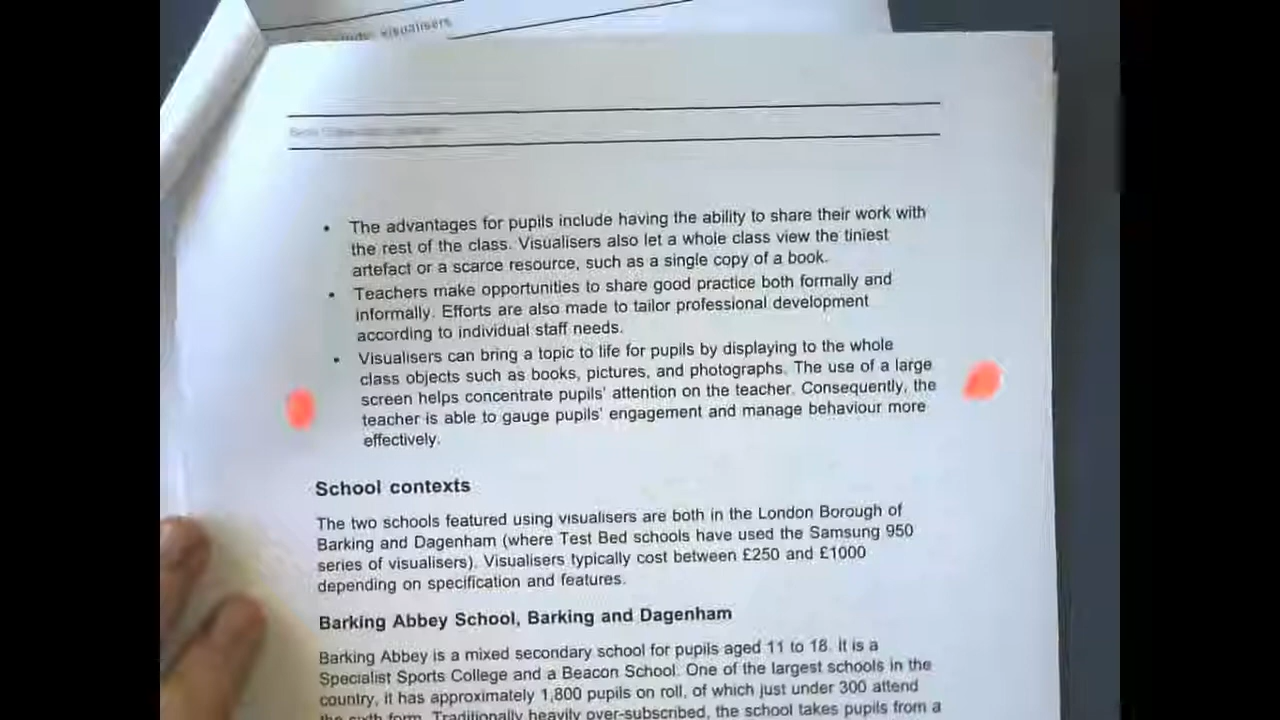 visualisers
• The advantages for pupils include having the ability to share their work with
the rest of the class. Visualisers also let a whole class view the tiniest
artefact or a scarce resource, such as a single copy of a book.
• Teachers make opportunities to share good practice both formally and
informally. Efforts are also made to tailor professional development
according to individual staff needs.
• Visualisers can bring a topic to life for pupils by displaying to the whole
class objects such as books, pictures, and photographs. The use of a large
screen helps concentrate pupils' attention on the teacher. Consequently, the
teacher is able to gauge pupils' engagement and manage behaviour more
effectively.
School contexts
The two schools featured using visualisers are both in the London Borough of
Barking and Dagenham (where Test Bed schools have used the Samsung 950
series of visualisers). Visualisers typically cost between £250 and £1000
depending on specification and features.
Barking Abbey School, Barking and Dagenham
Barking Abbey is a mixed secondary school for pupils aged 11 to 18. It is a
Specialist Sports College and a Beacon School. One of the largest schools in the
country, it has approximately 1,800 pupils on roll, of which just under 300 attend
the sixth form. Traditionally heavily over-subscribed, the school takes pupils from a